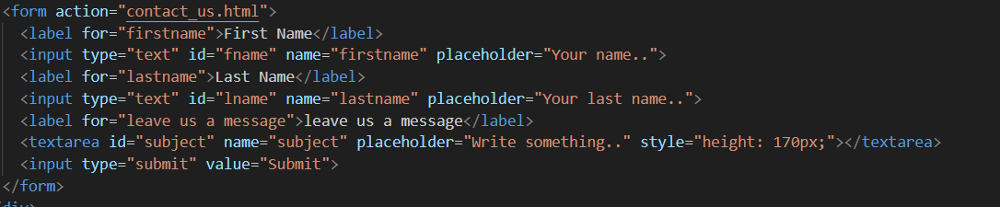 <form action="contact_us.html">
<label for="firstname">First Name</label>
<input type="text" id="fname" name="firstname" placeholder="Your name..">
<label for="lastname">Last Name</label>
<input type="text" id="lname" name="lastname" placeholder="Your last name..">
<label for="leave us a message">leave us a message</label>
<textarea id="subject" name="subject" placeholder="Write something.." style="height: 170px;"></textarea>
<input type="submit" value="Submit">
</form>